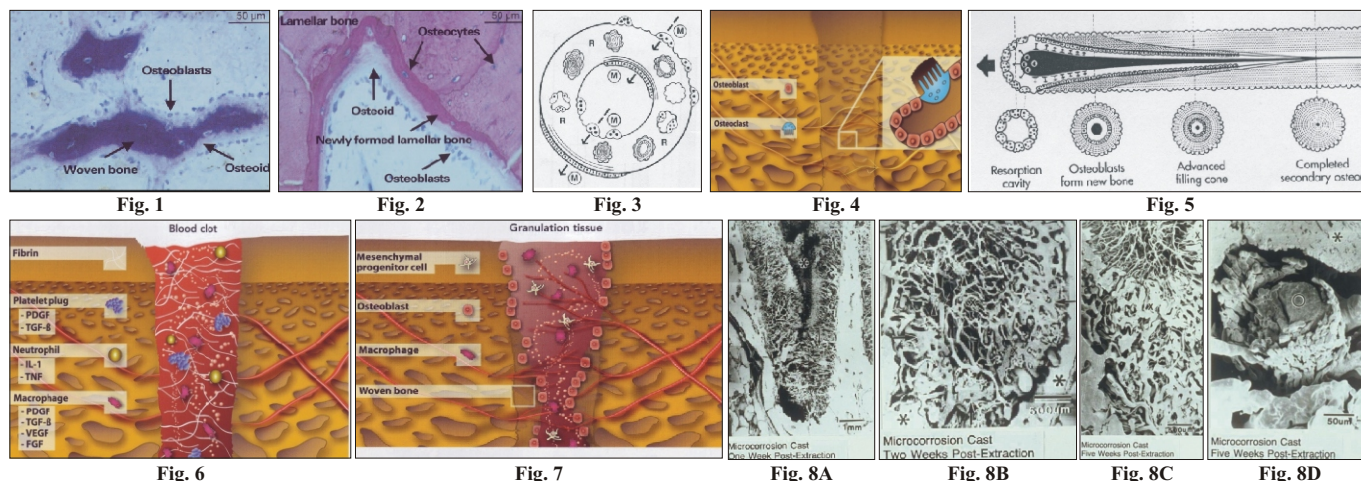 50 µm
Osteoblasts
Woven bone
Osteoid
Fig. 1
Lamellar bone
50 µm
Osteocytes
Osteoid
Newly formed lamellar bone
Osteoblasts
Fig. 2
M
R
M
R
M
R
M
Fig. 3
Osteoblast
Osteoclast
Fig. 4
Resorption
cavity
Osteoblasts
form new bone
Advanced
filling cone
Completed
secondary osteon
Fig. 5
Blood clot
Fibrin
Platelet plug
- PDGF
- TGF-ß
Neutrophil
- IL-1
- TNF
Macrophage
- PDGF
- TGF-ß
- VEGF
- FGF
Fig. 6
Granulation tissue
Mesenchymal
progenitor cell
Osteoblast
Macrophage
Woven bone
Fig. 7
1mm
Microcorrosion Cast
One Week Post-Extraction
Fig. 8A
* *
500um
Microcorrosion Cast
Two Weeks Post-Extraction
Fig. 8B
Microcorrosion Cast
Five Weeks Post-Extraction
Fig. 8C
*
50um
Microcorrosion Cast
Five Weeks Post-Extraction
Fig. 8D